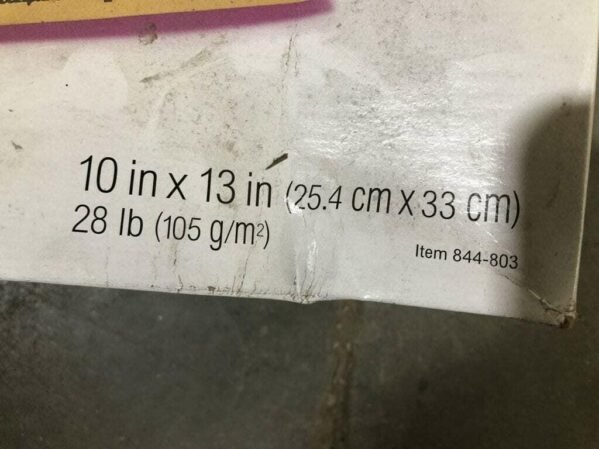 10 in x 13 in (25.4 cm x 33 cm)
28 lb (105 g/m²)
Item 844-803